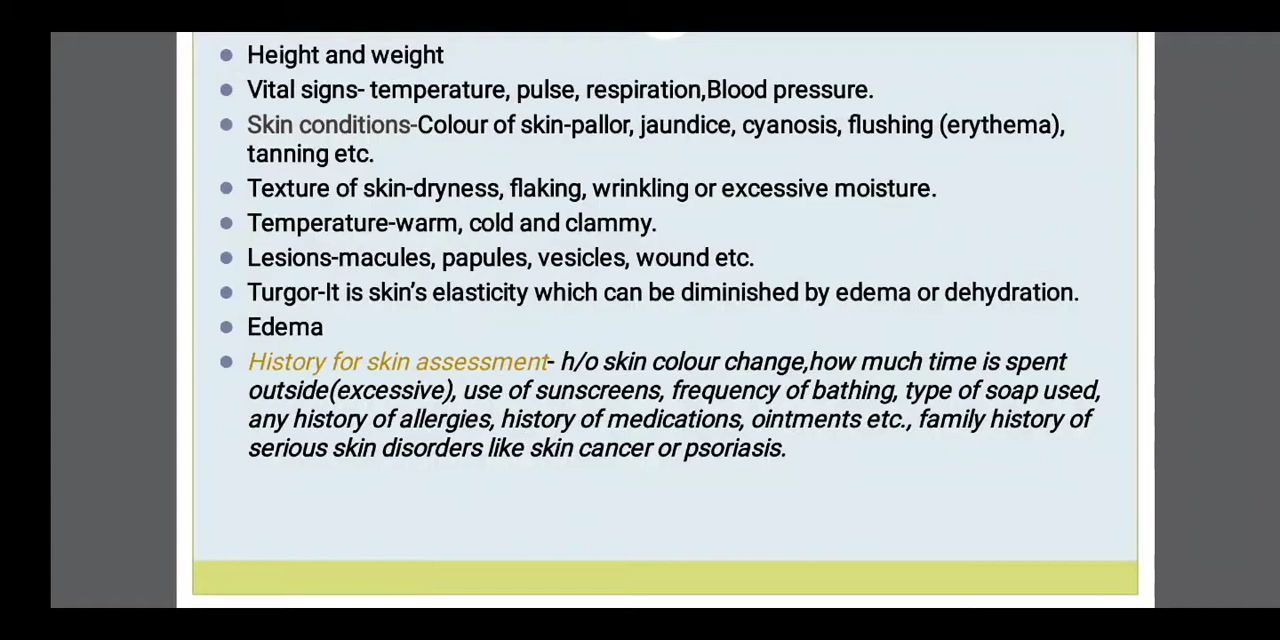 Height and weight
Vital signs- temperature, pulse, respiration,Blood pressure.
Skin conditions-Colour of skin-pallor, jaundice, cyanosis, flushing (erythema),
tanning etc.
Texture of skin-dryness, flaking, wrinkling or excessive moisture.
Temperature-warm, cold and clammy.
Lesions-macules, papules, vesicles, wound etc.
Turgor-It is skin’s elasticity which can be diminished by edema or dehydration.
Edema
History for skin assessment- h/o skin colour change,how much time is spent
outside(excessive), use of sunscreens, frequency of bathing, type of soap used,
any history of allergies, history of medications, ointments etc., family history of
serious skin disorders like skin cancer or psoriasis.